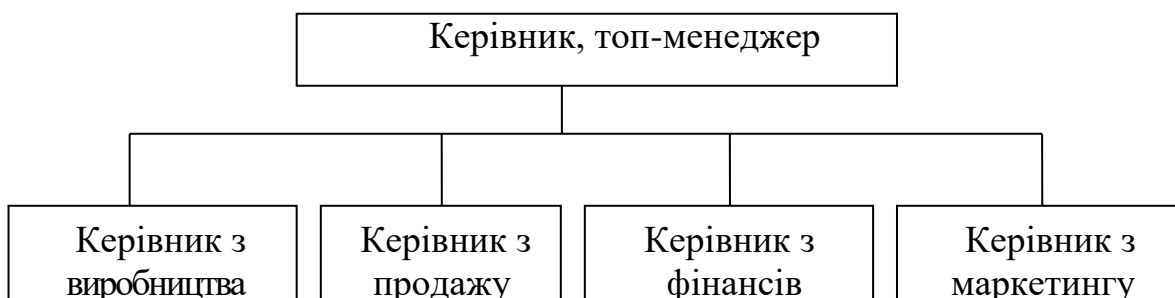 Керівник, топ-менеджер
Керівник з
виробництва
Керівник з
продажу
Керівник з
фінансів
Керівник з
маркетингу